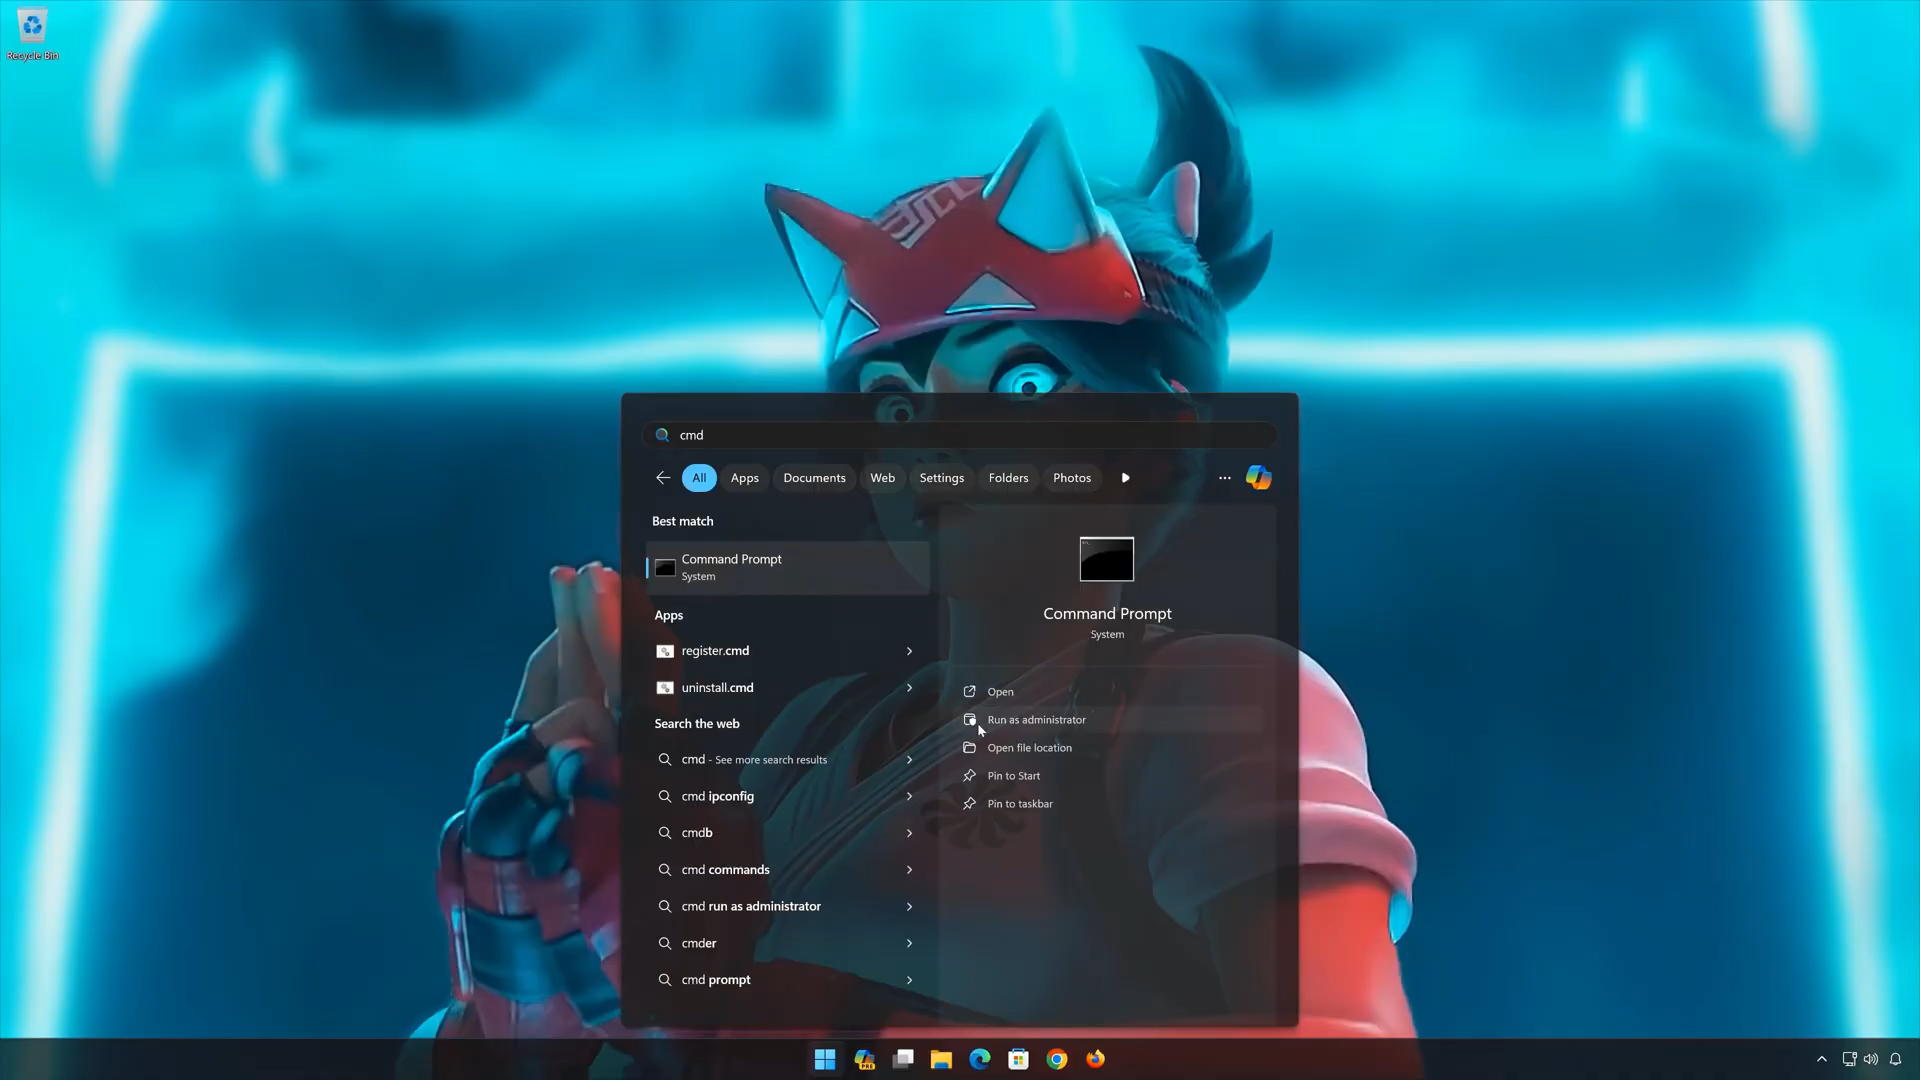 Recycle Bin
cmd
All Apps Documents Web Settings Folders Photos
Best match
Command Prompt
System
Apps
register.cmd
uninstall.cmd
Search the web
cmd - See more search results
cmd ipconfig
cmdb
cmd commands
cmd run as administrator
cmder
cmd prompt
Command Prompt
System
Open
Run as administrator
Open file location
Pin to Start
Pin to taskbar
PRE